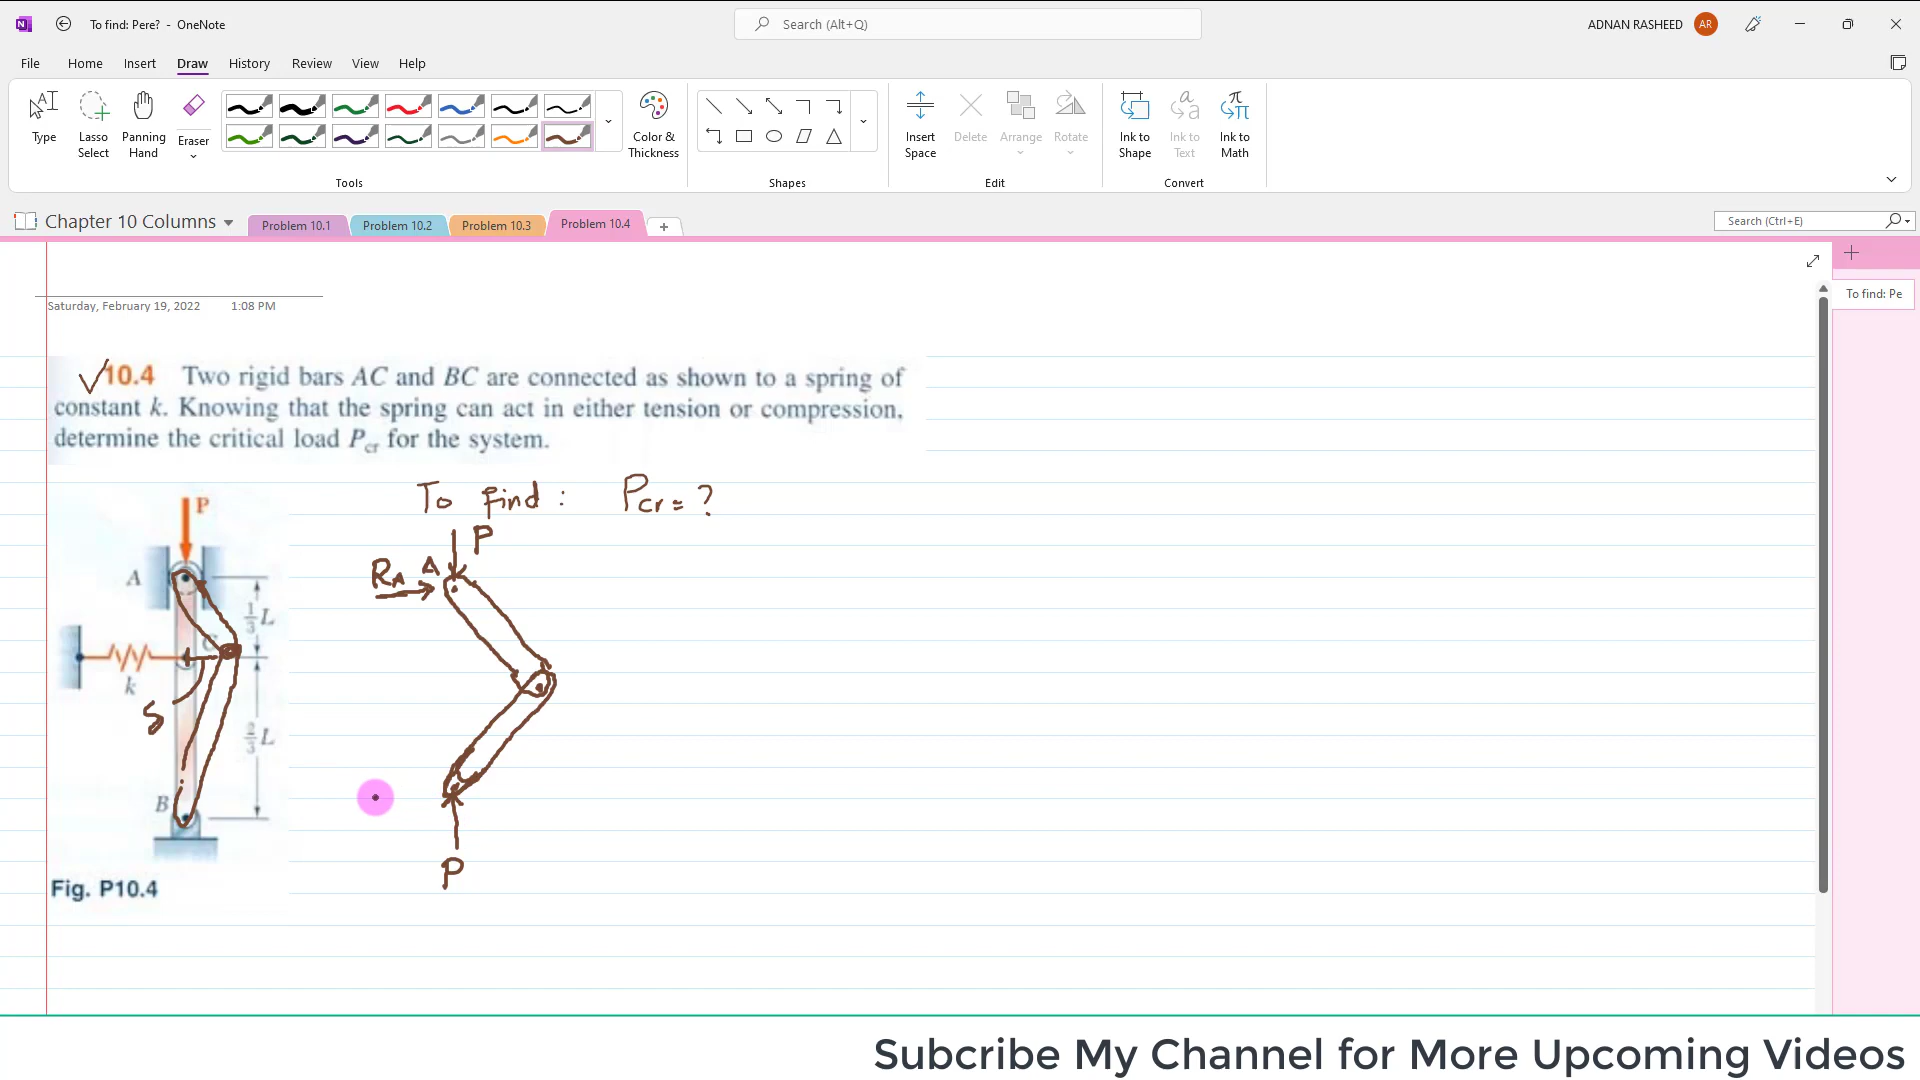 To find: Pere? - OneNote
Search (Alt+Q)
ADNAN RASHEED
AR
File Home Insert Draw History Review View Help
Type
Lasso Select
Panning Hand
Eraser
Color & Thickness
Insert Space
Delete
Arrange
Rotate
Ink to Shape
Ink to Text
Ink to Math
Tools Shapes Edit Convert
Chapter 10 Columns
Problem 10.1
Problem 10.2
Problem 10.3
Problem 10.4
Search (Ctrl+E)
To find: Pe
Saturday, February 19, 2022 1:08 PM
10.4 Two rigid bars AC and BC are connected as shown to a spring of
constant k. Knowing that the spring can act in either tension or compression,
determine the critical load Pcr for the system.
To find : Pcr = ?
P
P
RA A
A
1/3 L
C
k
2/3 L
B
P
Fig. P10.4
Subcribe My Channel for More Upcoming Videos